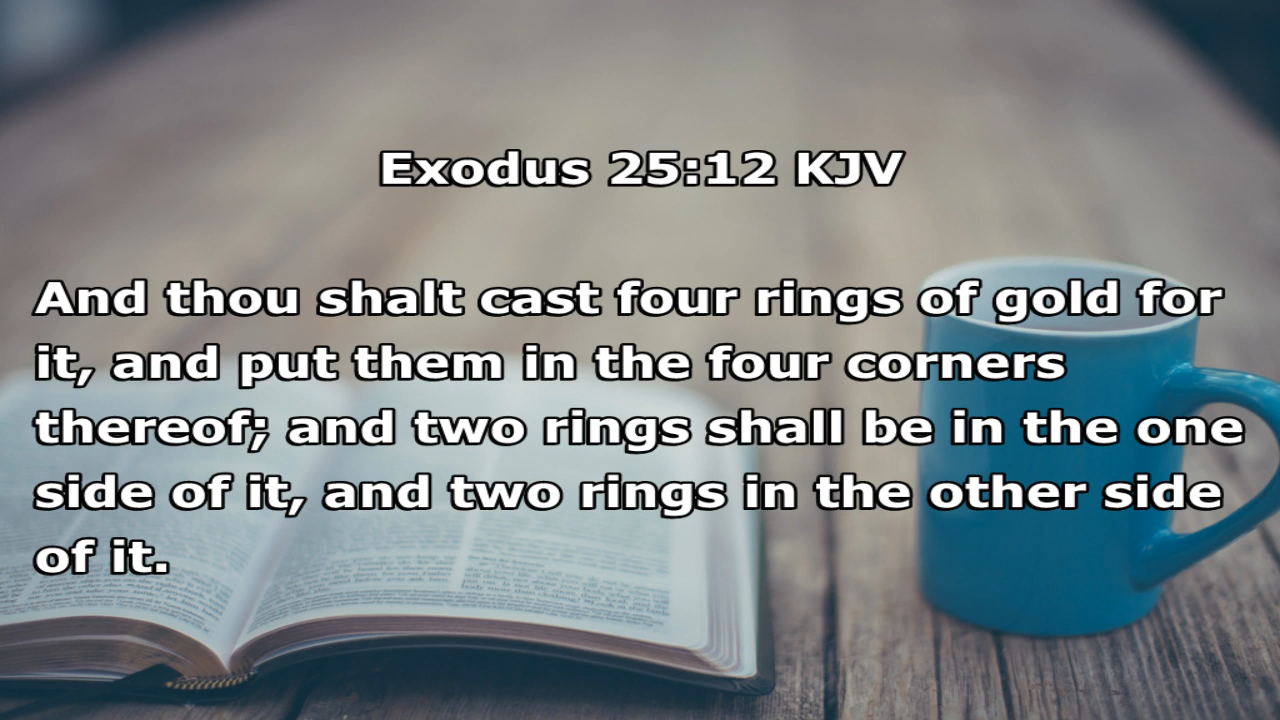 Exodus 25:12 KJV
And thou shalt cast four rings of gold for
it, and put them in the four corners
thereof; and two rings shall be in the one
side of it, and two rings in the other side
of it.